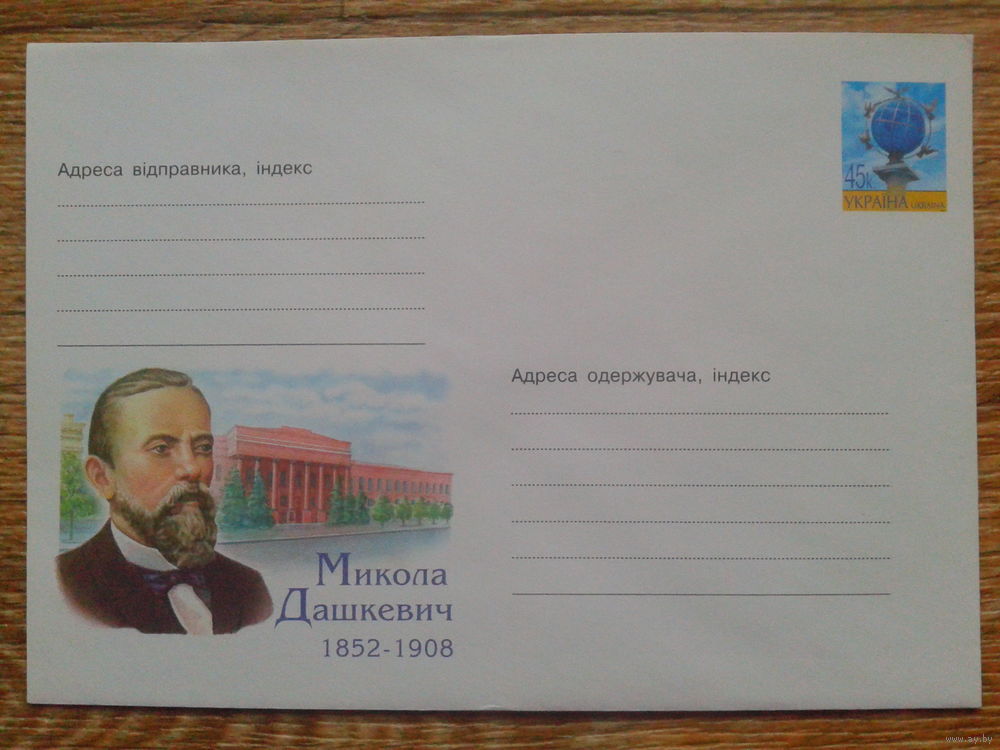 Адреса відправника, індекс
45к
УКРАЇНА UKRAINA
Адреса одержувача, індекс
Микола
Дашкевич
1852-1908
www.ay.by